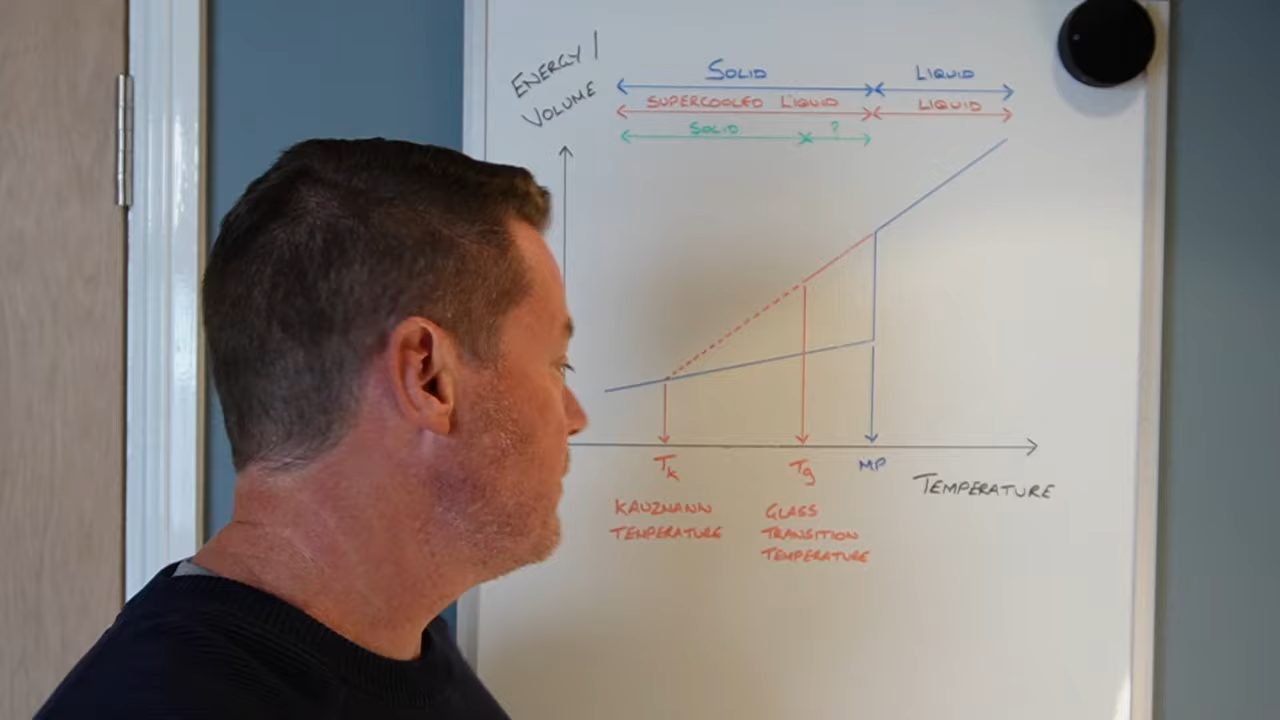 ENERGY /
VOLUME
SOLID LIQUID
SUPERCOOLED LIQUID LIQUID
SOLID ?
Tk Tg MP
TEMPERATURE
KAUZMANN
TEMPERATURE
GLASS
TRANSITION
TEMPERATURE